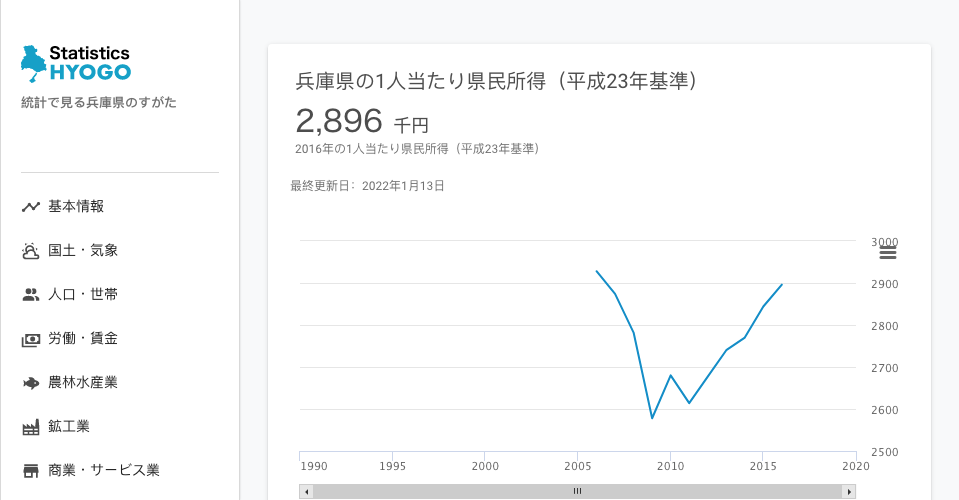 Statistics
HYOGO
統計で見る兵庫県のすがた
基本情報
国土・気象
人口・世帯
労働・賃金
農林水産業
鉱工業
商業・サービス業
兵庫県の1人当たり県民所得（平成23年基準）
2,896 千円
2016年の1人当たり県民所得（平成23年基準）
最終更新日：2022年1月13日
3000
2900
2800
2700
2600
2500
1990 1995 2000 2005 2010 2015 2020